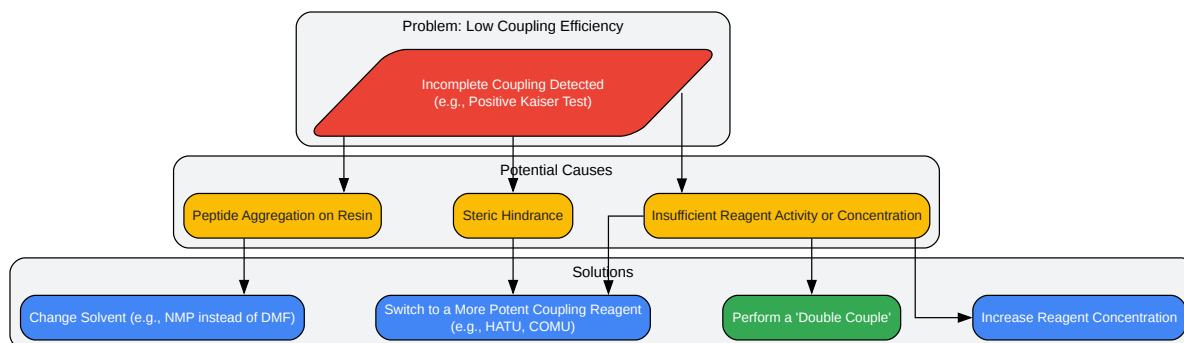 Problem: Low Coupling Efficiency
Incomplete Coupling Detected
(e.g., Positive Kaiser Test)
Potential Causes
Peptide Aggregation on Resin
Steric Hindrance
Insufficient Reagent Activity or Concentration
Solutions
Change Solvent (e.g., NMP instead of DMF)
Switch to a More Potent Coupling Reagent
(e.g., HATU, COMU)
Perform a 'Double Couple'
Increase Reagent Concentration